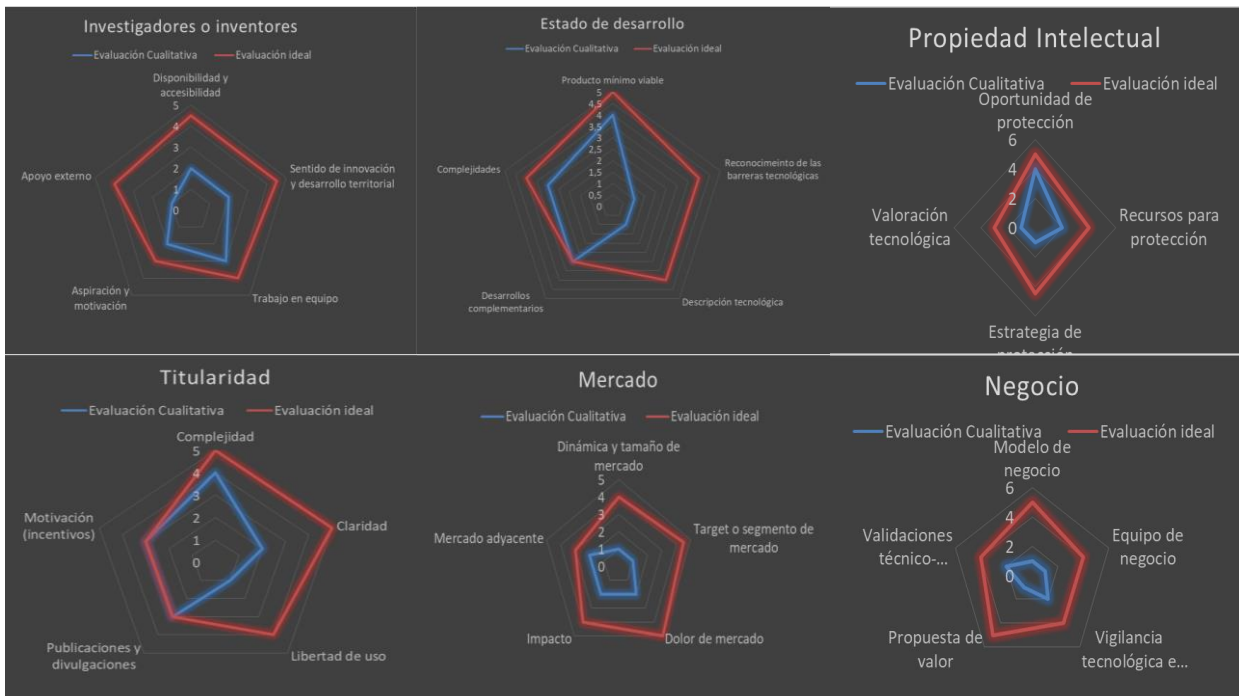 Investigadores o inventores
Evaluación Cualitativa
Evaluación ideal
Disponibilidad y
accesibilidad
5
4
3
2
1
0
Sentido de innovación
y desarrollo territorial
Trabajo en equipo
Aspiración y
motivación
Apoyo externo
Estado de desarrollo
Evaluación Cualitativa
Evaluación ideal
Producto mínimo viable
5
4,5
4
3,5
3
2,5
2
1,5
1
0,5
0
Reconocimeinto de las
barreras tecnológicas
Descripción tecnológica
Desarrollos
complementarios
Complejidades
Propiedad Intelectual
Evaluación Cualitativa
Evaluación ideal
Oportunidad de
protección
6
4
2
0
Recursos para
protección
Estrategia de
protección
Valoración
tecnológica
Titularidad
Evaluación Cualitativa
Evaluación ideal
Complejidad
5
4
3
2
1
0
Claridad
Libertad de uso
Publicaciones y
divulgaciones
Motivación
(incentivos)
Mercado
Evaluación Cualitativa
Evaluación ideal
Dinámica y tamaño de
mercado
5
4
3
2
1
0
Target o segmento de
mercado
Dolor de mercado
Impacto
Mercado adyacente
Negocio
Evaluación Cualitativa
Evaluación ideal
Modelo de
negocio
6
4
2
0
Equipo de
negocio
Vigilancia
tecnológica e...
Propuesta de
valor
Validaciones
técnico-...